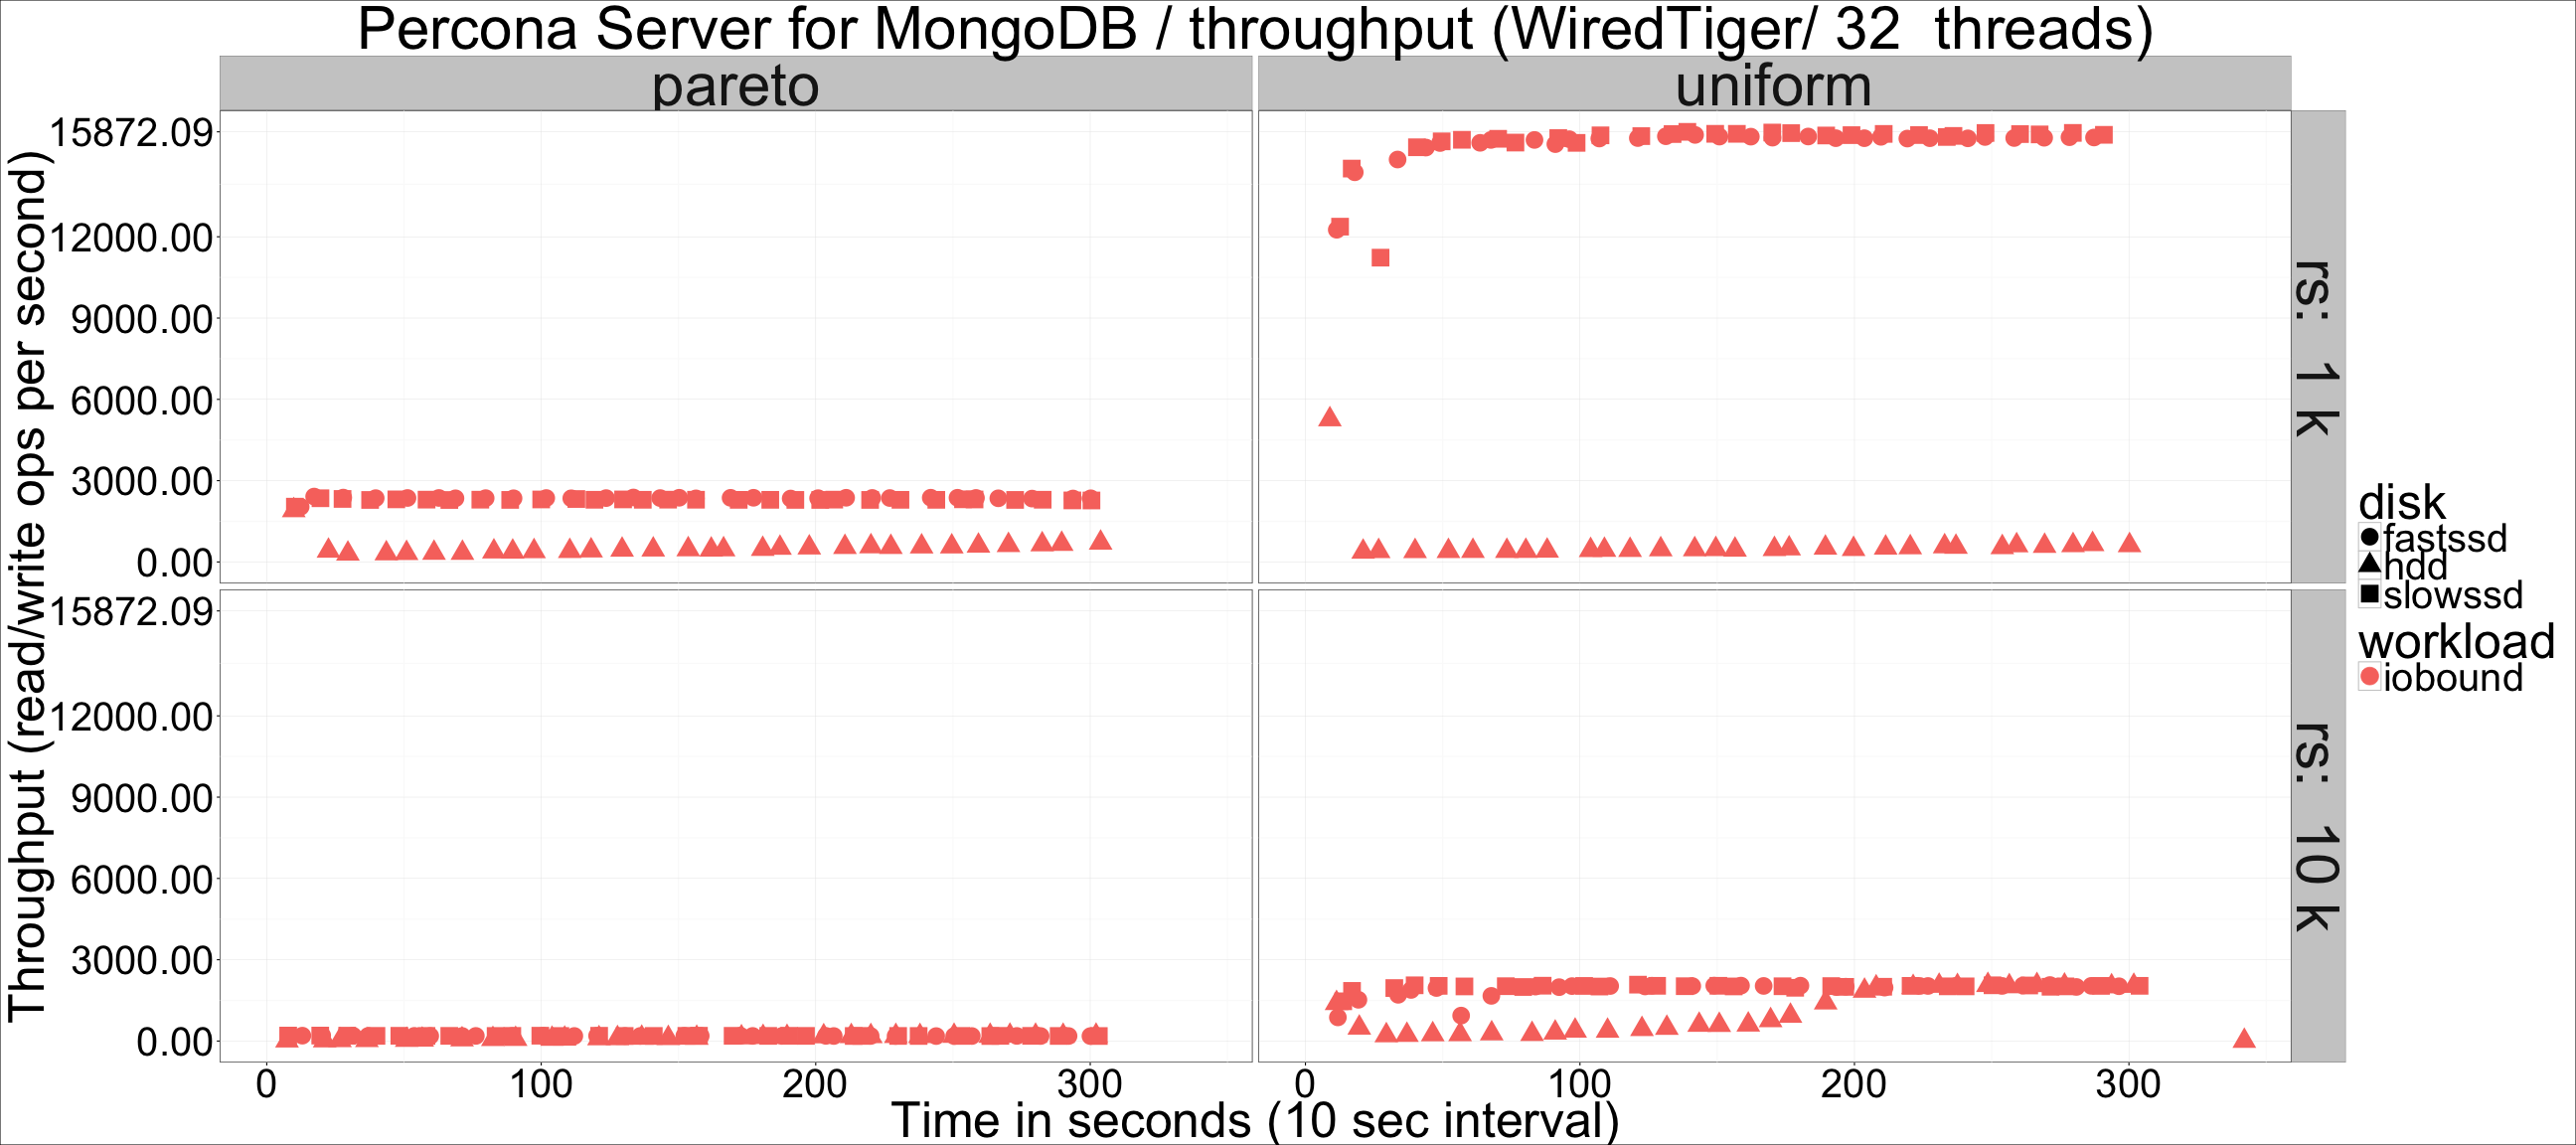 Percona Server for MongoDB / throughput (WiredTiger/ 32  threads)
pareto
uniform
Throughput (read/write ops per second)
15872.09
12000.00
9000.00
6000.00
3000.00
0.00
rs:  1 k
15872.09
12000.00
9000.00
6000.00
3000.00
0.00
rs:  10 k
0 100 200 300
0 100 200 300
Time in seconds (10 sec interval)
disk
fastssd
hdd
slowssd
workload
iobound